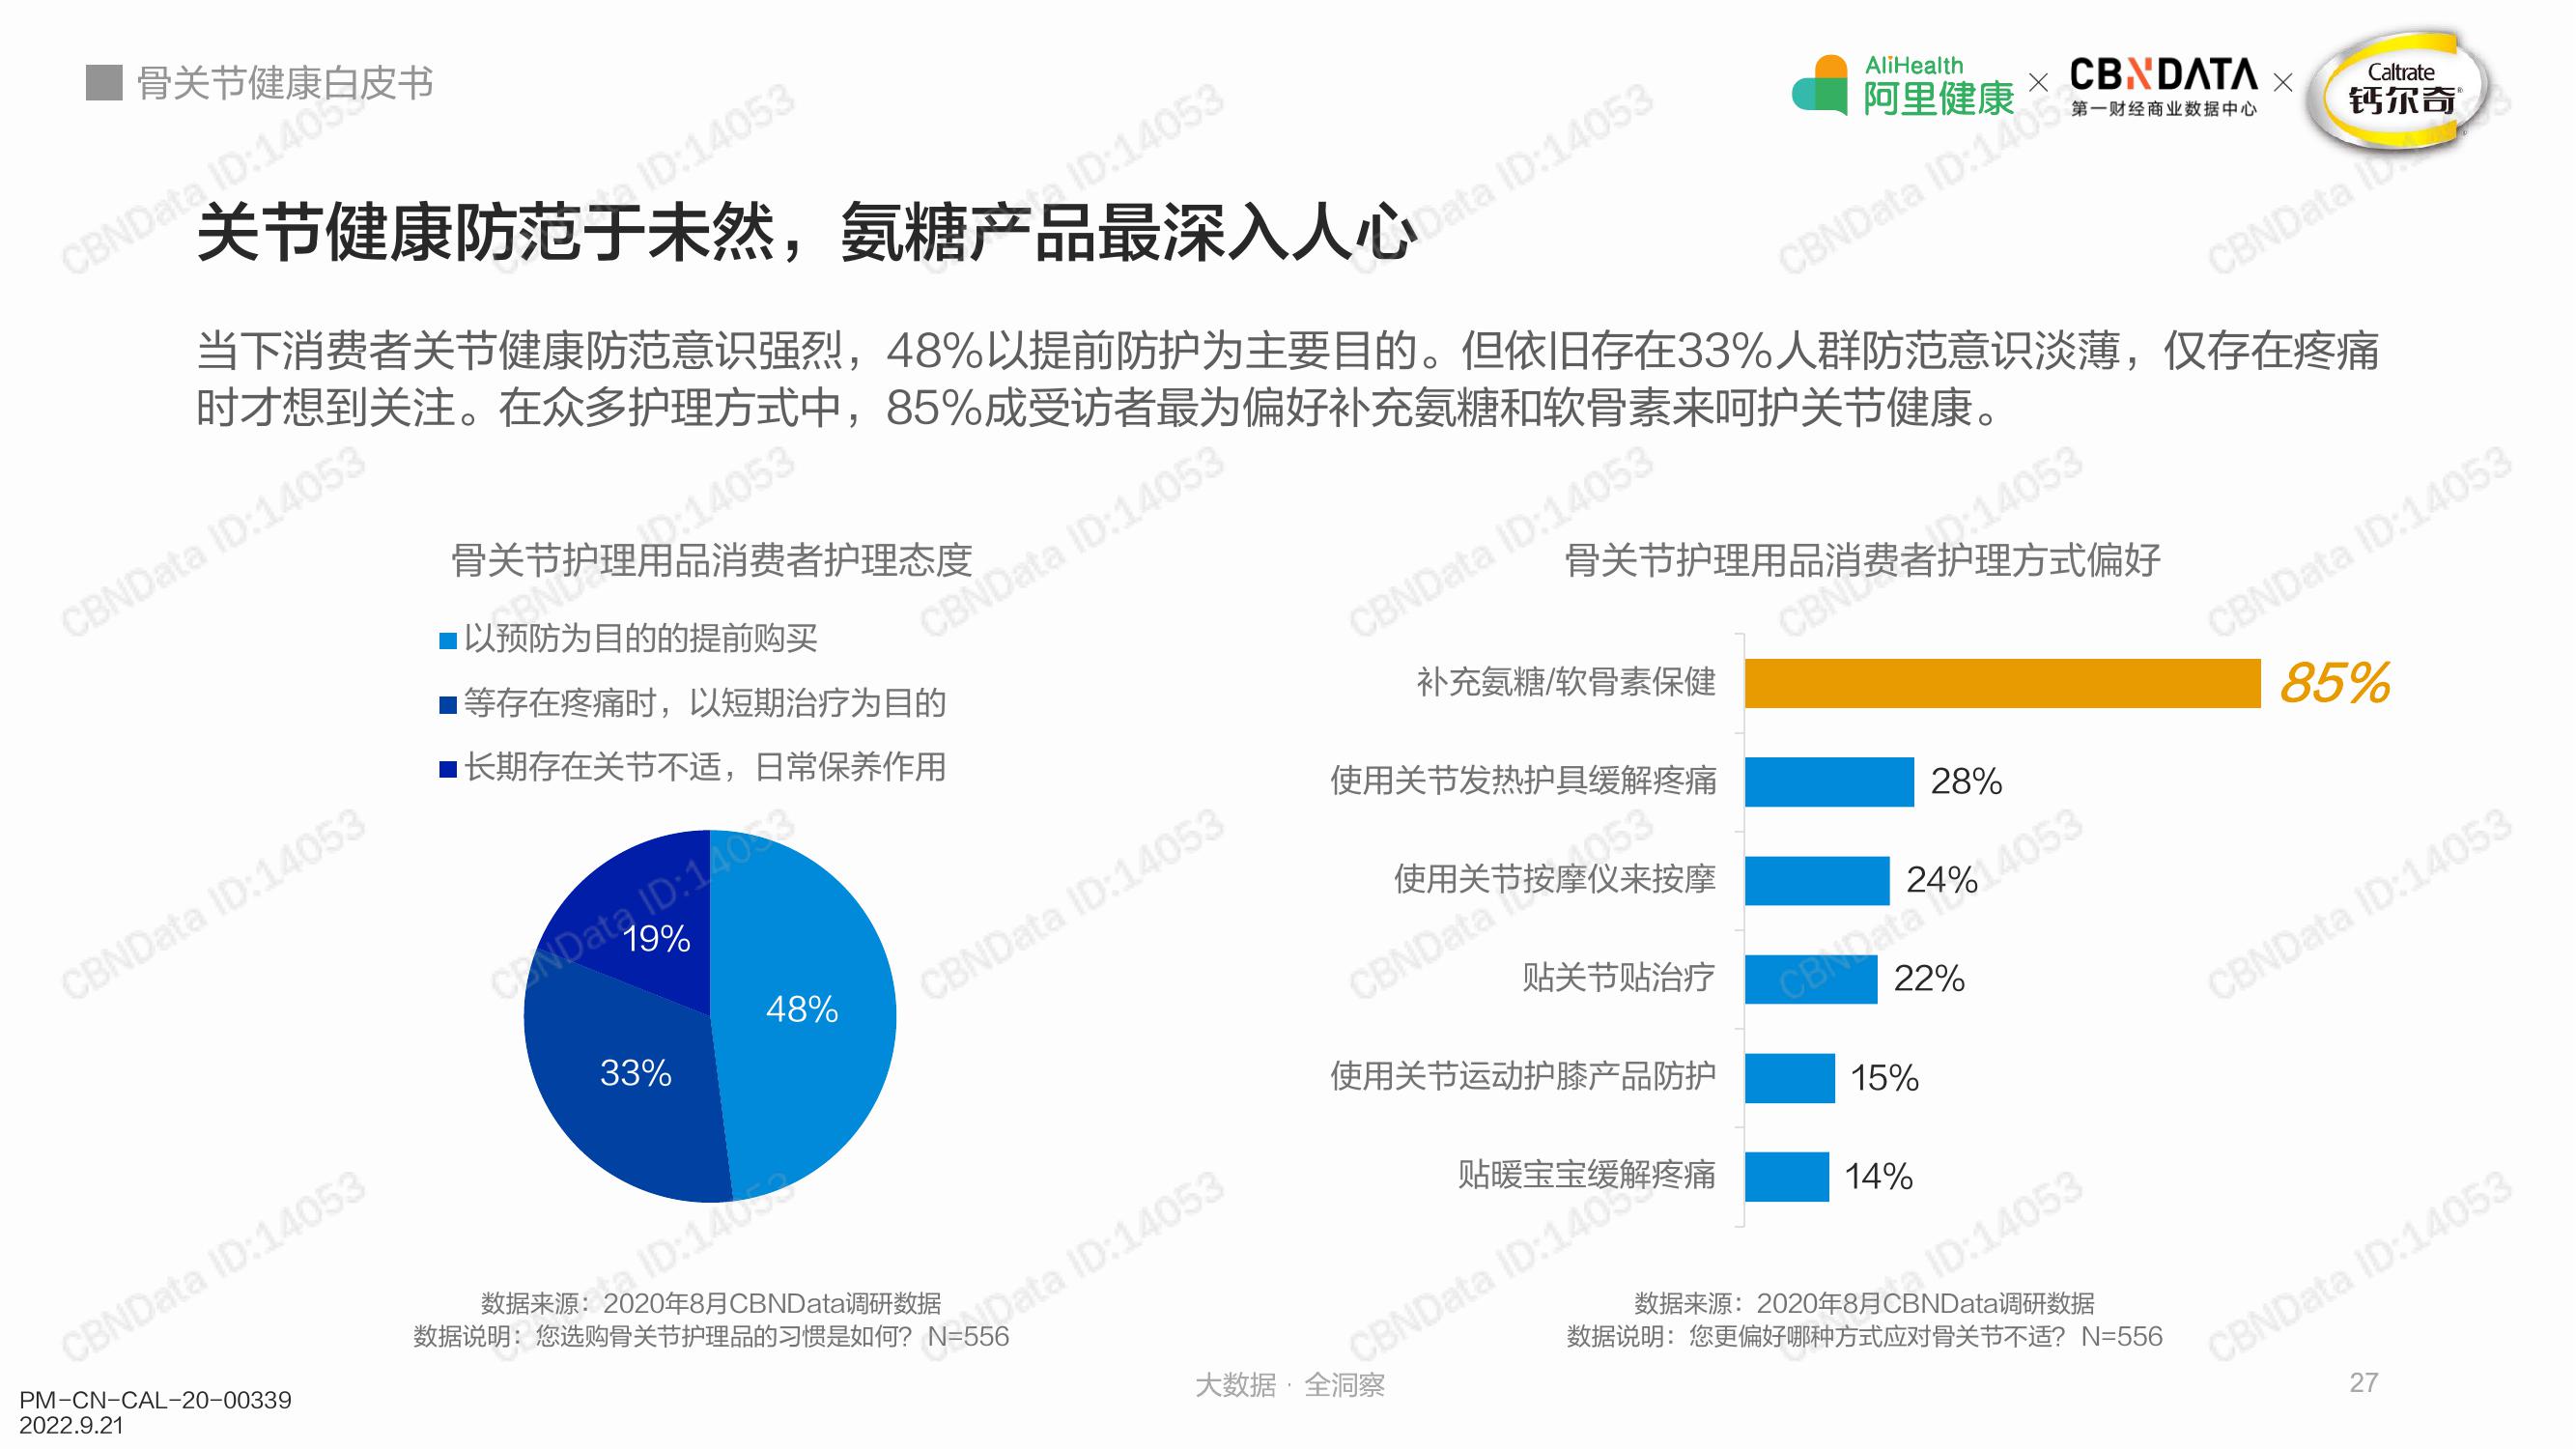 骨关节健康白皮书
AliHealth
阿里健康
×
CBNDATA
第一财经商业数据中心
×
Caltrate
钙尔奇®
关节健康防范于未然，氨糖产品最深入人心
当下消费者关节健康防范意识强烈，48%以提前防护为主要目的。但依旧存在33%人群防范意识淡薄，仅存在疼痛
时才想到关注。在众多护理方式中，85%成受访者最为偏好补充氨糖和软骨素来呵护关节健康。
骨关节护理用品消费者护理态度
以预防为目的的提前购买
等存在疼痛时，以短期治疗为目的
长期存在关节不适，日常保养作用
19%
48%
33%
数据来源：2020年8月CBNData调研数据
数据说明：您选购骨关节护理品的习惯是如何？N=556
骨关节护理用品消费者护理方式偏好
补充氨糖/软骨素保健 85%
使用关节发热护具缓解疼痛 28%
使用关节按摩仪来按摩 24%
贴关节贴治疗 22%
使用关节运动护膝产品防护 15%
贴暖宝宝缓解疼痛 14%
数据来源：2020年8月CBNData调研数据
数据说明：您更偏好哪种方式应对骨关节不适？N=556
大数据 · 全洞察
27
PM-CN-CAL-20-00339
2022.9.21
CBNData ID:14053